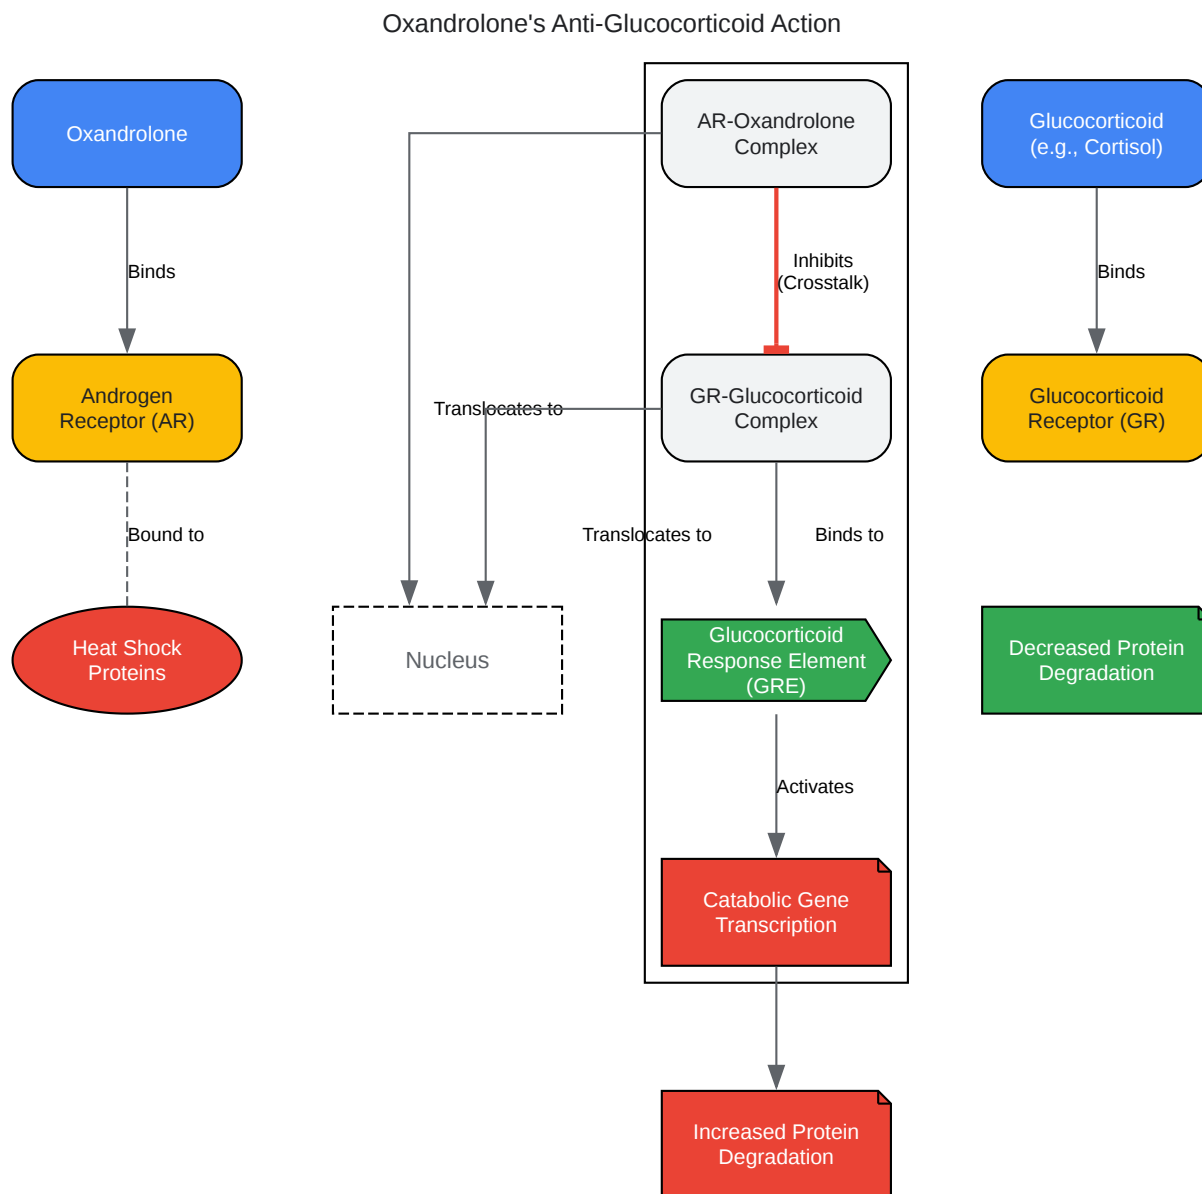 Oxandrolone's Anti-Glucocorticoid Action
Oxandrolone
AR-Oxandrolone
Complex
Glucocorticoid
(e.g., Cortisol)
Binds
Inhibits
(Crosstalk)
Binds
Androgen
Receptor (AR)
Translocates to
GR-Glucocorticoid
Complex
Glucocorticoid
Receptor (GR)
Bound to
Translocates to
Binds to
Heat Shock
Proteins
Nucleus
Glucocorticoid
Response Element
(GRE)
Decreased Protein
Degradation
Activates
Catabolic Gene
Transcription
Increased Protein
Degradation